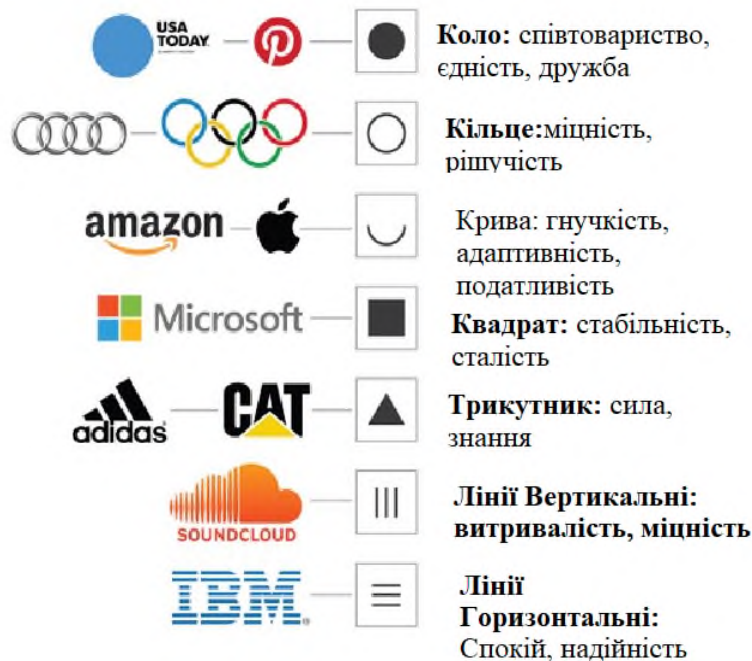 USA
TODAY
Коло: співтовариство,
єдність, дружба
Кільце:міцність,
рішучість
amazon
Крива: гнучкість,
адаптивність,
податливість
Microsoft
Квадрат: стабільність,
сталість
adidas
CAT
Трикутник: сила,
знання
SOUNDCLOUD
Лінії Вертикальні:
витривалість, міцність
IBM
Лінії
Горизонтальні:
Спокій, надійність